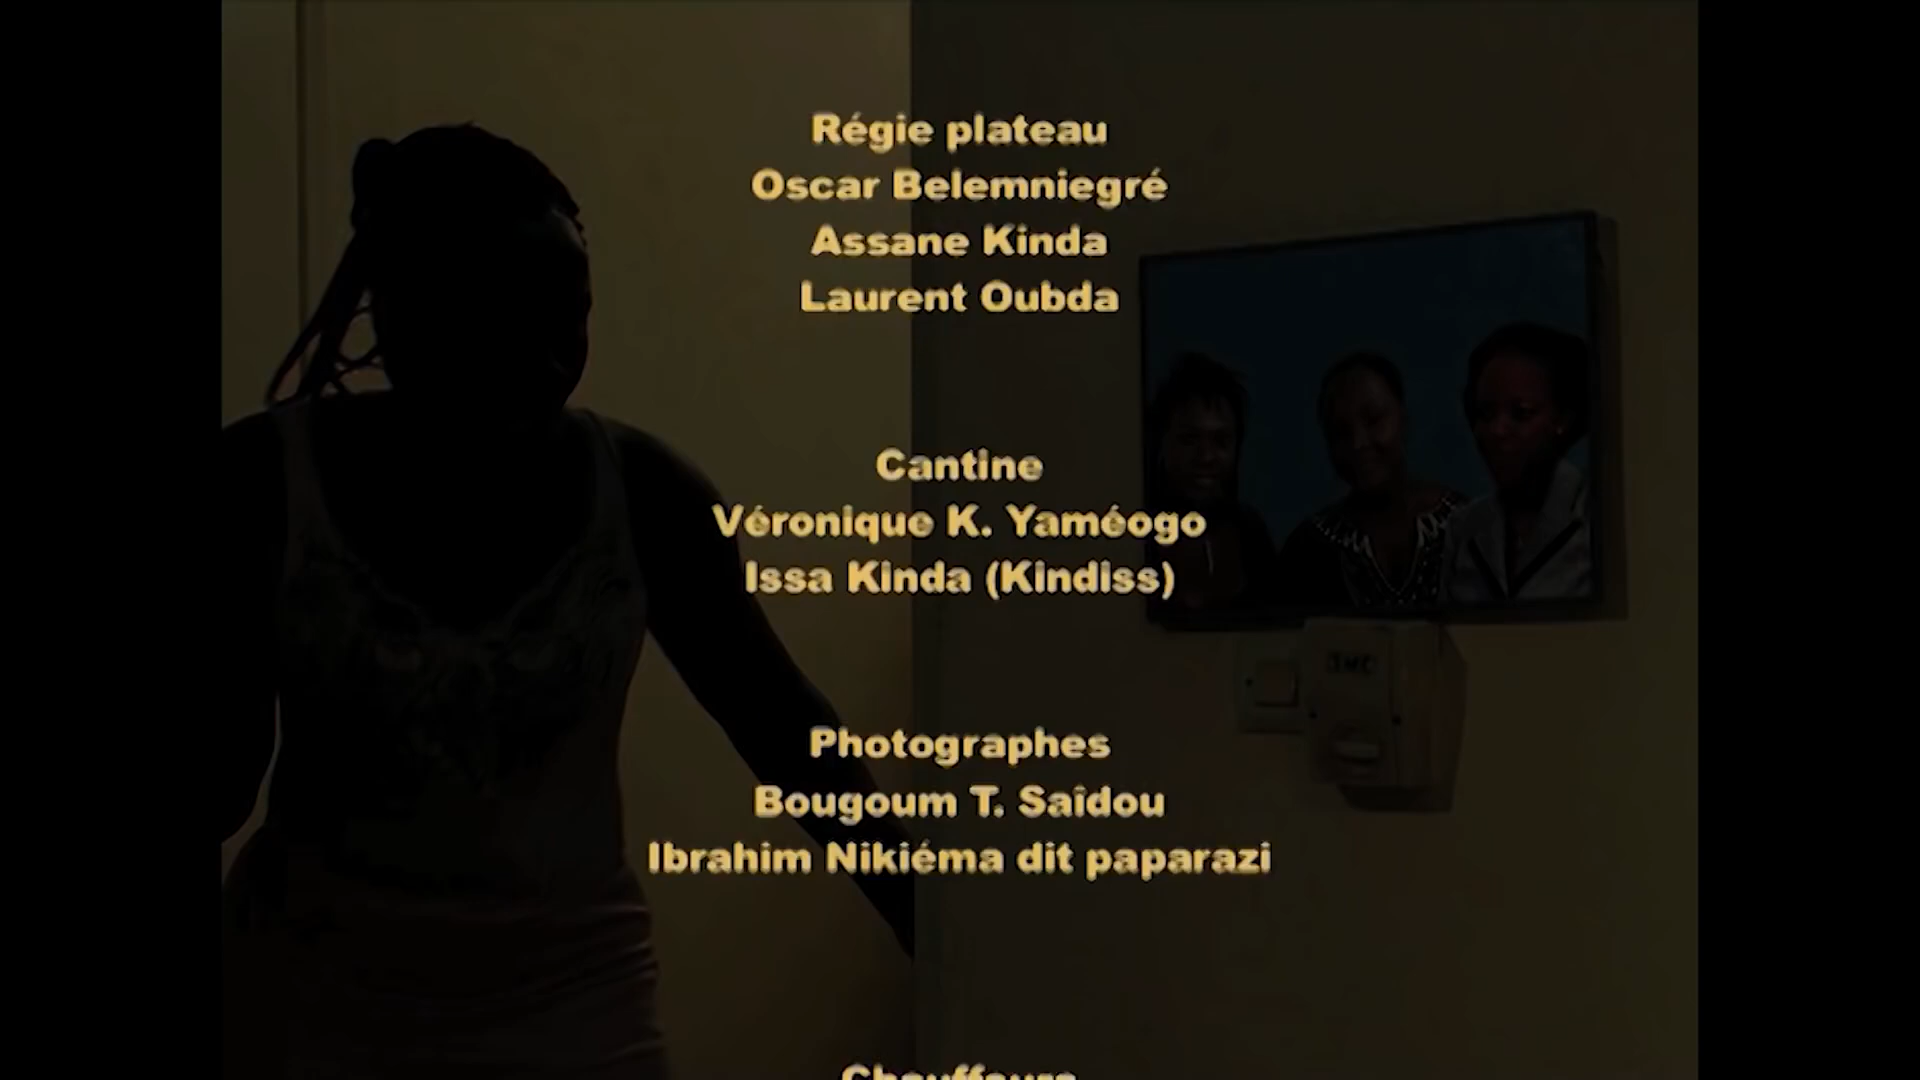 Régie plateau
Oscar Belemniegré
Assane Kinda
Laurent Oubda
Cantine
Véronique K. Yaméogo
Issa Kinda (Kindiss)
Photographes
Bougoum T. Saïdou
Ibrahim Nikiéma dit paparazi
Chauffeurs